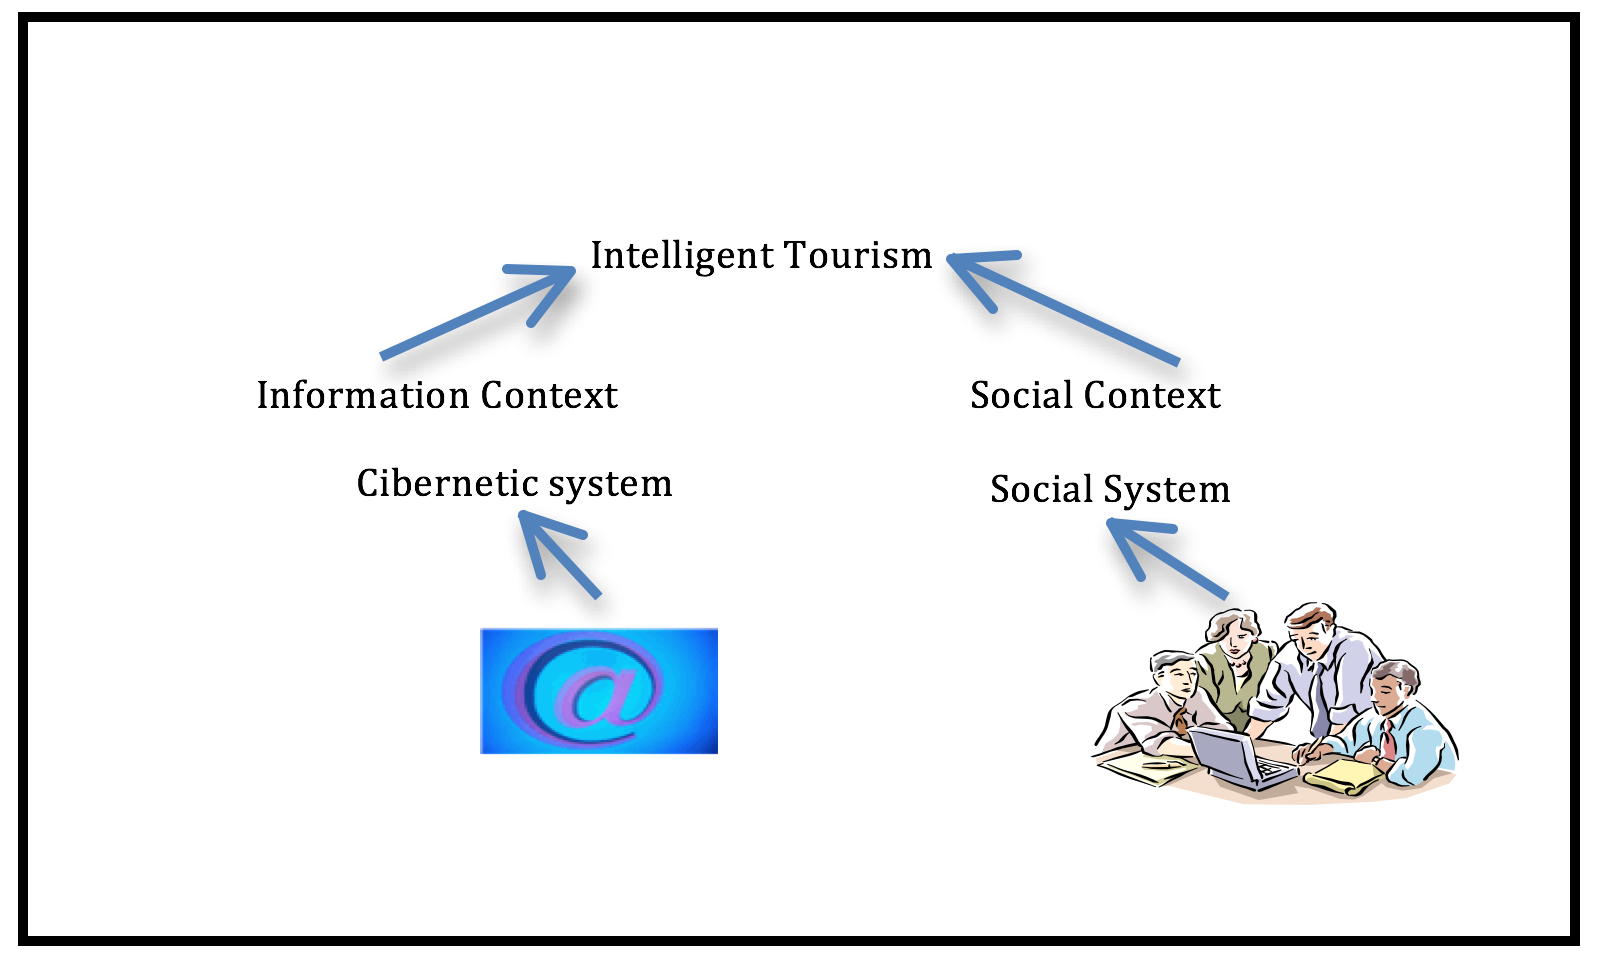 Intelligent Tourism
Information Context
Social Context
Cibernetic system
Social System
@